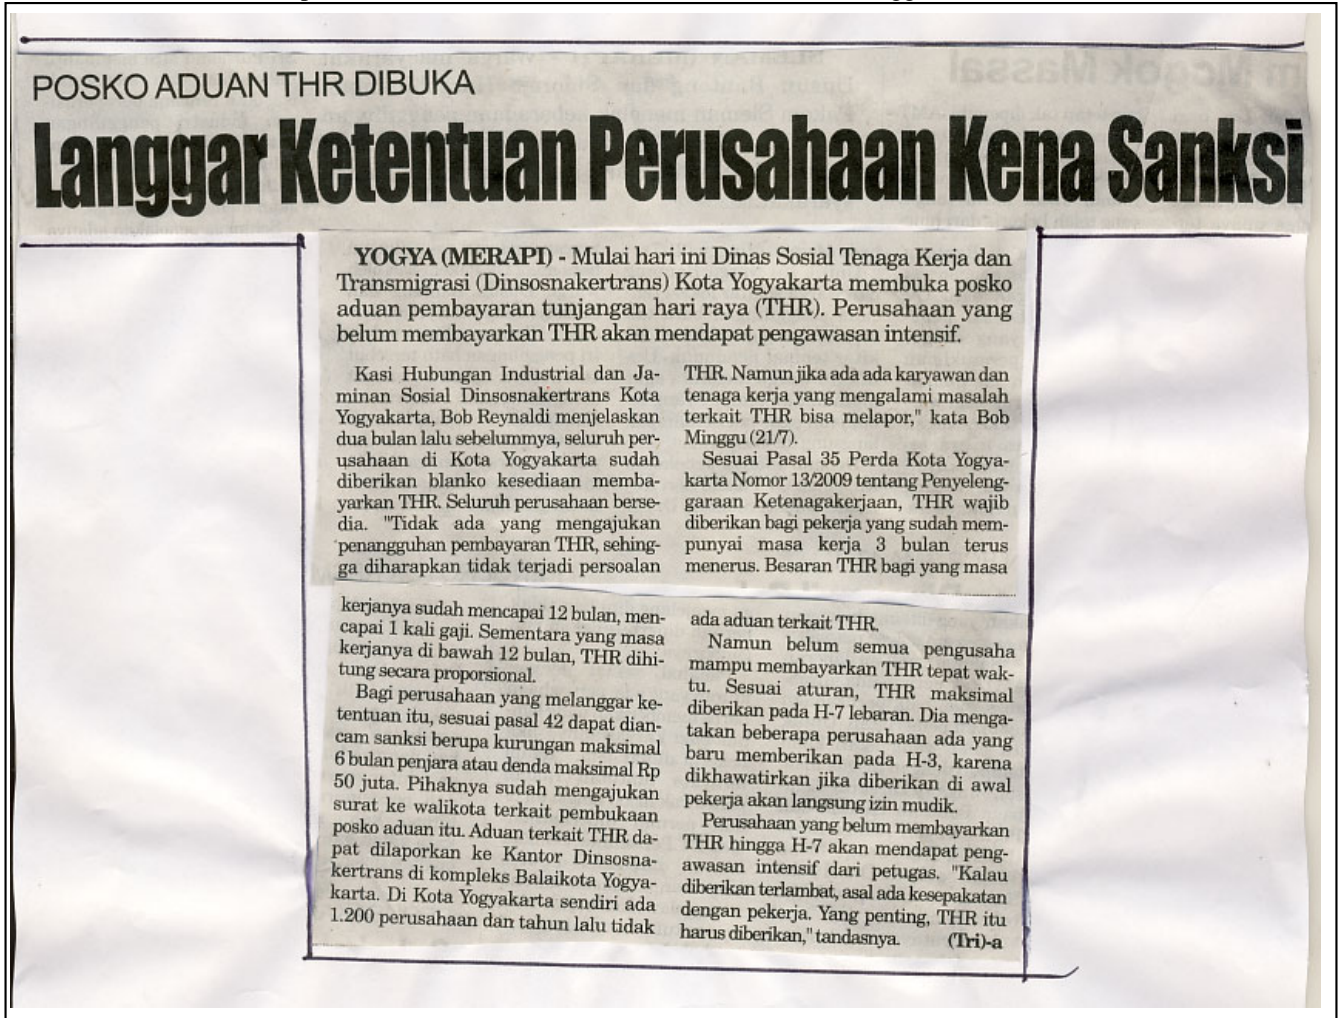 POSKO ADUAN THR DIBUKA
Langgar Ketentuan Perusahaan Kena Sanksi
YOGYA (MERAPI) - Mulai hari ini Dinas Sosial Tenaga Kerja dan
Transmigrasi (Dinsosnakertrans) Kota Yogyakarta membuka posko
aduan pembayaran tunjangan hari raya (THR). Perusahaan yang
belum membayarkan THR akan mendapat pengawasan intensif.
Kasi Hubungan Industrial dan Ja-
minan Sosial Dinsosnakertrans Kota
Yogyakarta, Bob Reynaldi menjelaskan
dua bulan lalu sebelummya, seluruh per-
usahaan di Kota Yogyakarta sudah
diberikan blanko kesediaan memba-
yarkan THR. Seluruh perusahaan berse-
dia. "Tidak ada yang mengajukan
penangguhan pembayaran THR, sehing-
ga diharapkan tidak terjadi persoalan
THR. Namun jika ada ada karyawan dan
tenaga kerja yang mengalami masalah
terkait THR bisa melapor," kata Bob
Minggu (21/7).
Sesuai Pasal 35 Perda Kota Yogya-
karta Nomor 13/2009 tentang Penyeleng-
garaan Ketenagakerjaan, THR wajib
diberikan bagi pekerja yang sudah mem-
punyai masa kerja 3 bulan terus
menerus. Besaran THR bagi yang masa
kerjanya sudah mencapai 12 bulan, men-
capai 1 kali gaji. Sementara yang masa
kerjanya di bawah 12 bulan, THR dihi-
tung secara proporsional.
Bagi perusahaan yang melanggar ke-
tentuan itu, sesuai pasal 42 dapat dian-
cam sanksi berupa kurungan maksimal
6 bulan penjara atau denda maksimal Rp
50 juta. Pihaknya sudah mengajukan
surat ke walikota terkait pembukaan
posko aduan itu. Aduan terkait THR da-
pat dilaporkan ke Kantor Dinsosna-
kertrans di kompleks Balaikota Yogya-
karta. Di Kota Yogyakarta sendiri ada
1.200 perusahaan dan tahun lalu tidak
ada aduan terkait THR.
Namun belum semua pengusaha
mampu membayarkan THR tepat wak-
tu. Sesuai aturan, THR maksimal
diberikan pada H-7 lebaran. Dia menga-
takan beberapa perusahaan ada yang
baru memberikan pada H-3, karena
dikhawatirkan jika diberikan di awal
pekerja akan langsung izin mudik.
Perusahaan yang belum membayarkan
THR hingga H-7 akan mendapat peng-
awasan intensif dari petugas. "Kalau
diberikan terlambat, asal ada kesepakatan
dengan pekerja. Yang penting, THR itu
harus diberikan," tandasnya. (Tri)-a